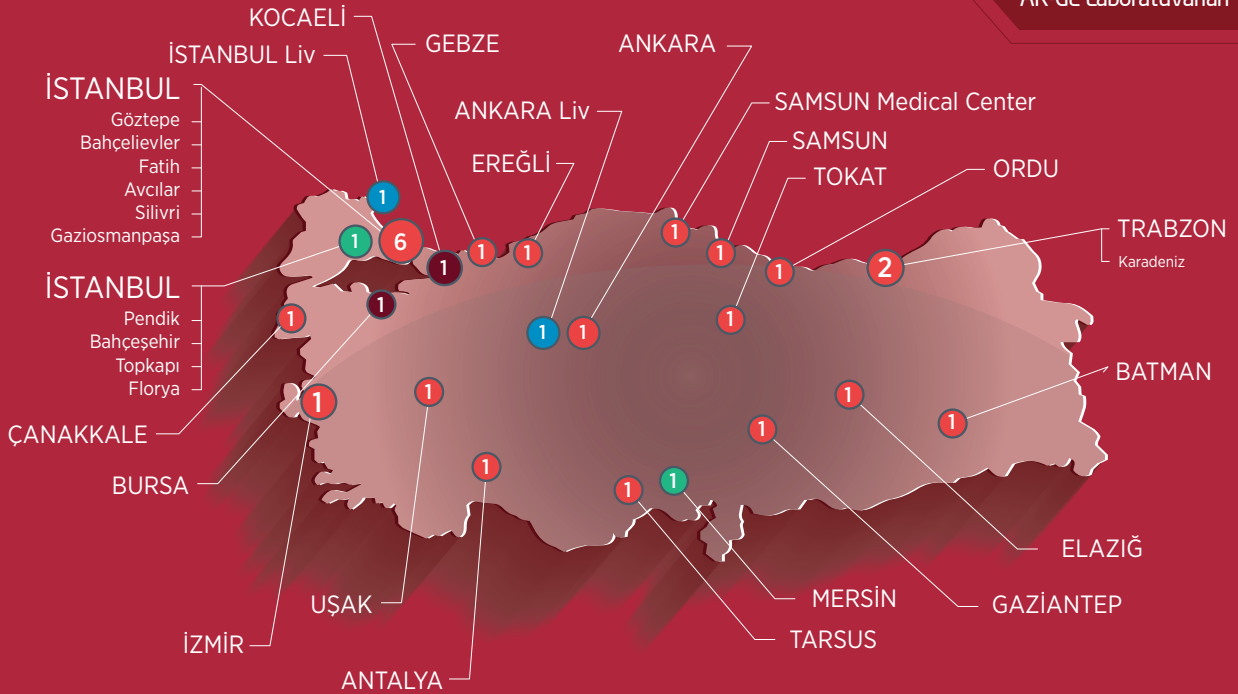 AR-GE Laboratuvarları
KOCAELİ
GEBZE
ANKARA
İSTANBUL Liv
İSTANBUL
Göztepe
Bahçelievler
Fatih
Avcılar
Silivri
Gaziosmanpaşa
ANKARA Liv
EREĞLİ
SAMSUN Medical Center
SAMSUN
TOKAT
ORDU
TRABZON
Karadeniz
İSTANBUL
Pendik
Bahçeşehir
Topkapı
Florya
1
1
6
1
1
1
1
1
1
1
2
1
1
1
1
1
1
1
1
1
1
1
1
1
1
ÇANAKKALE
BURSA
BATMAN
UŞAK
İZMİR
ANTALYA
ELAZIĞ
MERSİN
GAZİANTEP
TARSUS